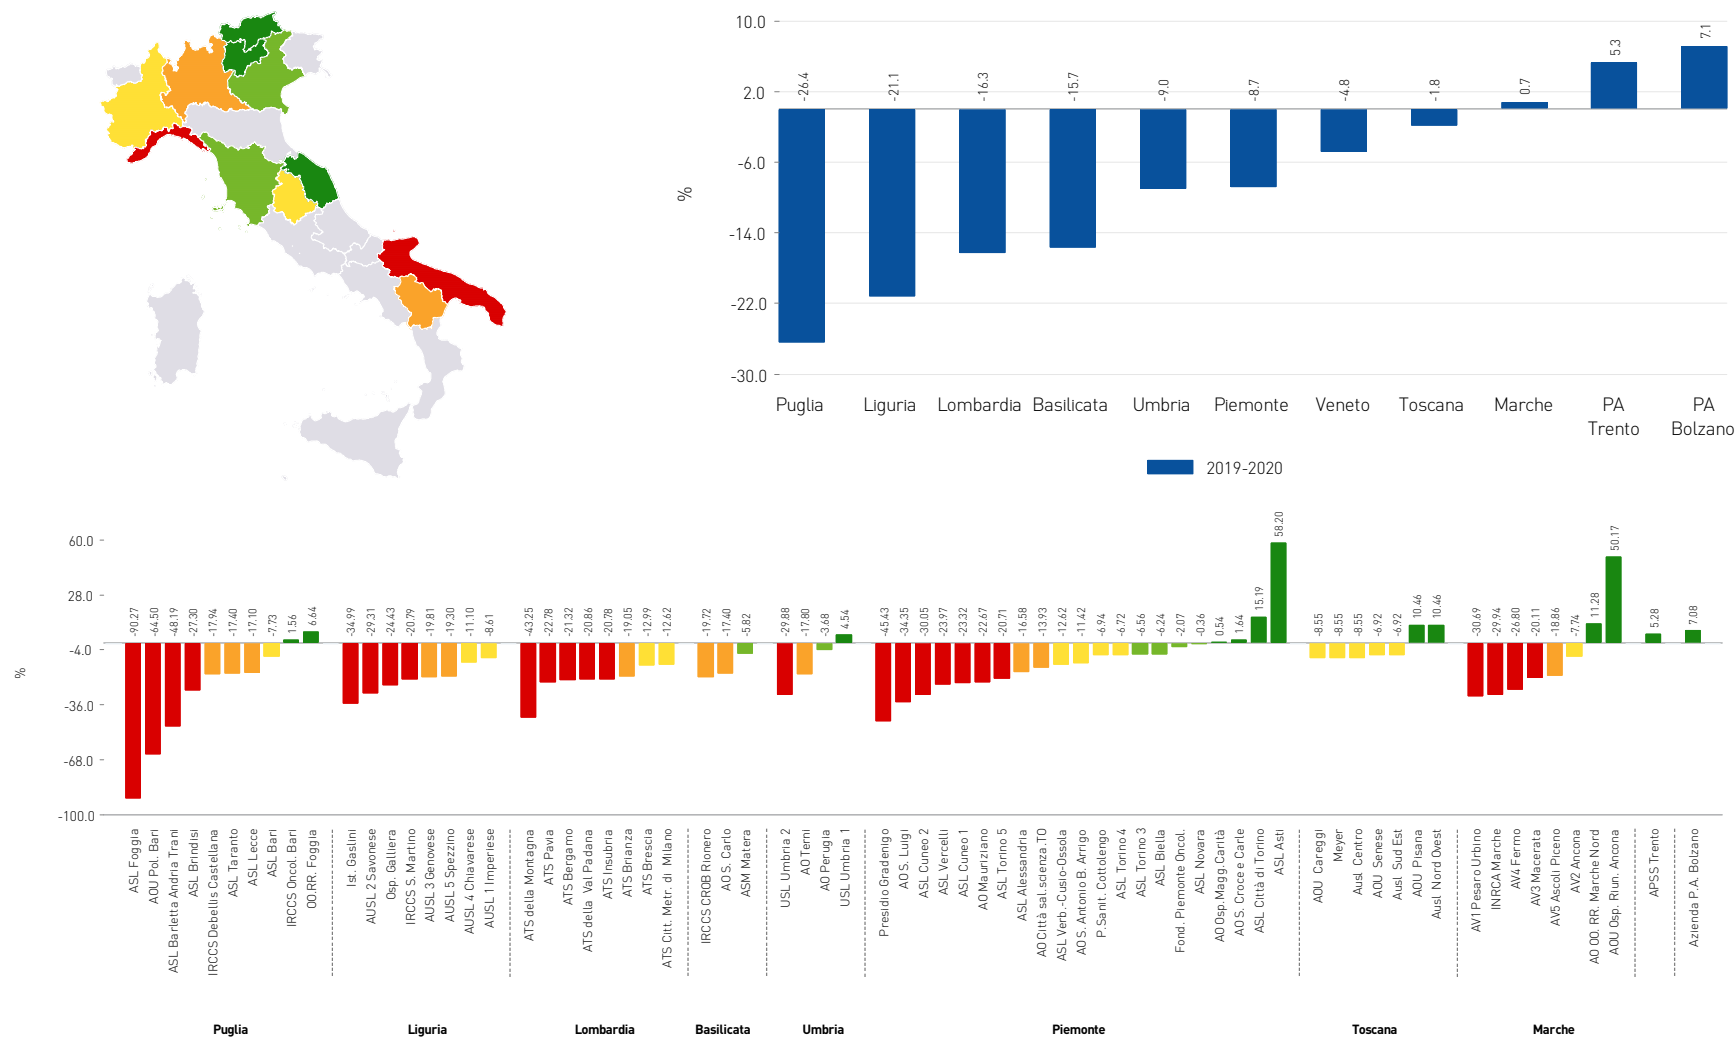 10.0
2.0
-6.0
-14.0
-22.0
-30.0
%
-26.4
-21.1
-16.3
-15.7
-9.0
-8.7
-4.8
-1.8
0.7
5.3
7.1
Puglia
Liguria
Lombardia
Basilicata
Umbria
Piemonte
Veneto
Toscana
Marche
PA
Trento
PA
Bolzano
2019-2020
60.0
28.0
-4.0
-36.0
-68.0
-100.0
%
-90.27
-64.50
-48.19
-27.30
-17.94
-17.40
-17.10
-7.73
1.56
6.64
-34.99
-29.31
-24.43
-20.79
-19.81
-19.30
-11.10
-8.61
-43.25
-22.78
-21.32
-20.86
-20.78
-19.05
-12.99
-12.62
-19.72
-17.40
-5.82
-29.88
-17.80
-3.68
4.54
-45.43
-34.35
-30.05
-23.97
-23.32
-22.67
-20.71
-16.58
-13.93
-12.62
-11.42
-6.94
-6.72
-6.56
-6.24
-2.07
-0.36
0.54
1.64
15.19
58.20
-8.55
-8.55
-8.55
-6.92
-6.92
10.46
10.46
-30.69
-29.94
-26.80
-20.11
-18.86
-7.74
11.28
50.17
5.28
7.08
ASL Foggia
AOU Pol. Bari
ASL Barletta Andria Trani
ASL Brindisi
IRCCS Debellis Castellana
ASL Taranto
ASL Lecce
ASL Bari
IRCCS Oncol. Bari
OO.RR. Foggia
Ist. Gaslini
AUSL 2 Savonese
Osp. Galliera
IRCCS S. Martino
AUSL 3 Genovese
AUSL 5 Spezzino
AUSL 4 Chiavarese
AUSL 1 Imperiese
ATS della Montagna
ATS Pavia
ATS Bergamo
ATS della Val Padana
ATS Insubria
ATS Brianza
ATS Brescia
ATS Citt. Metr. di Milano
IRCCS CROB Rionero
AO S. Carlo
ASM Matera
USL Umbria 2
AO Terni
AO Perugia
USL Umbria 1
Presidio Gradenigo
AO S. Luigi
ASL Cuneo 2
ASL Vercelli
ASL Cuneo 1
AO Mauriziano
ASL Torino 5
ASL Alessandria
AO Città sal.sdenza.TO
ASL Verb.-Cusio-Ossola
AO S. Antonio B. Arrigo
P.Sanit. Cottolengo
ASL Torino 4
ASL Torino 3
ASL Biella
Fond. Piemonte Oncol.
ASL Novara
AO Osp.Magg.Carità
AO S. Croce e Carle
ASL Città di Torino
ASL Asti
AOU Careggi
Meyer
Ausl Centro
AOU Senese
Ausl Sud Est
AOU Pisana
Ausl Nord Ovest
AV1 Pesaro Urbino
INRCA Marche
AV4 Fermo
AV3 Macerata
AV5 Ascoli Piceno
AV2 Ancona
AO OO. RR. Marche Nord
AOU Osp. Riun. Ancona
APSS Trento
Azienda P.A. Bolzano
Puglia
Liguria
Lombardia
Basilicata
Umbria
Piemonte
Toscana
Marche